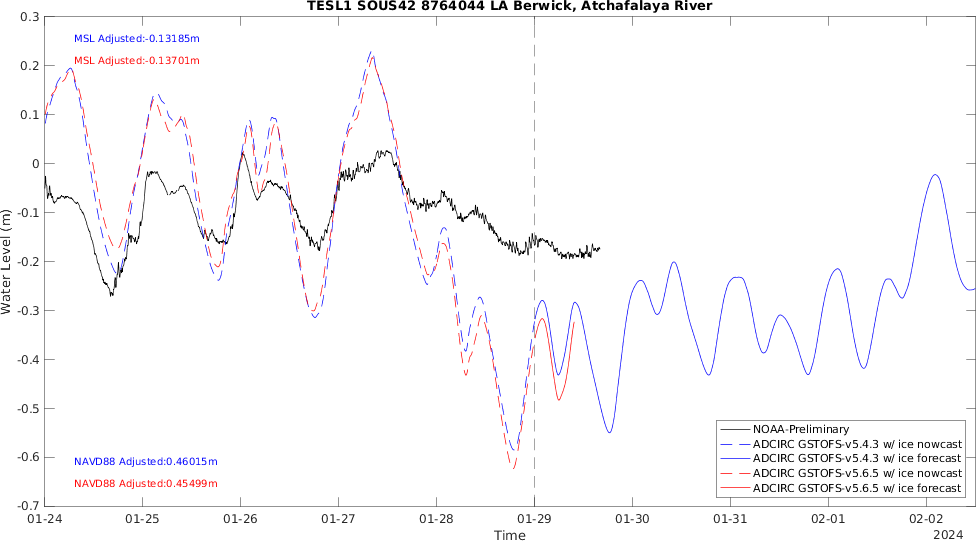 TESL1 SOUS42 8764044 LA Berwick, Atchafalaya River
0.3
0.2
0.1
0
-0.1
-0.2
-0.3
-0.4
-0.5
-0.6
-0.7
Water Level (m)
MSL Adjusted:-0.13185m
MSL Adjusted:-0.13701m
NAVD88 Adjusted:0.46015m
NAVD88 Adjusted:0.45499m
NOAA-Preliminary
ADCIRC GSTOFS-v5.4.3 w/ ice nowcast
ADCIRC GSTOFS-v5.4.3 w/ ice forecast
ADCIRC GSTOFS-v5.6.5 w/ ice nowcast
ADCIRC GSTOFS-v5.6.5 w/ ice forecast
01-24 01-25 01-26 01-27 01-28 01-29 01-30 01-31 02-01 02-02
Time
2024